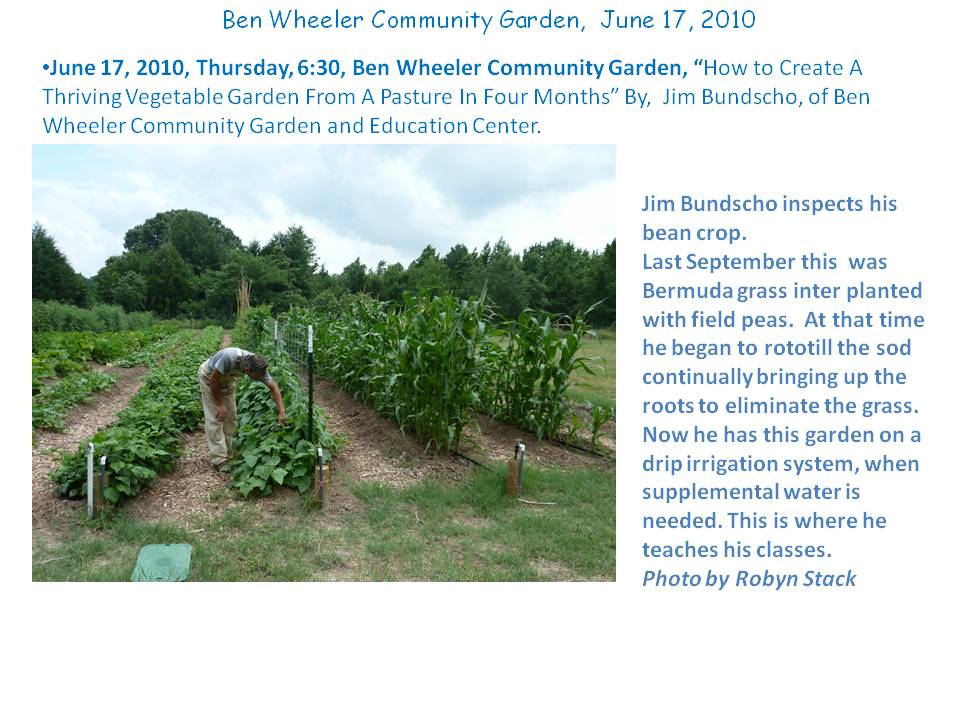 Ben Wheeler Community Garden,  June 17, 2010
•June 17, 2010, Thursday, 6:30, Ben Wheeler Community Garden, “How to Create A
Thriving Vegetable Garden From A Pasture In Four Months” By,  Jim Bundscho, of Ben
Wheeler Community Garden and Education Center.
Jim Bundscho inspects his
bean crop.
Last September this  was
Bermuda grass inter planted
with field peas.  At that time
he began to rototill the sod
continually bringing up the
roots to eliminate the grass.
Now he has this garden on a
drip irrigation system, when
supplemental water is
needed. This is where he
teaches his classes.
Photo by Robyn Stack